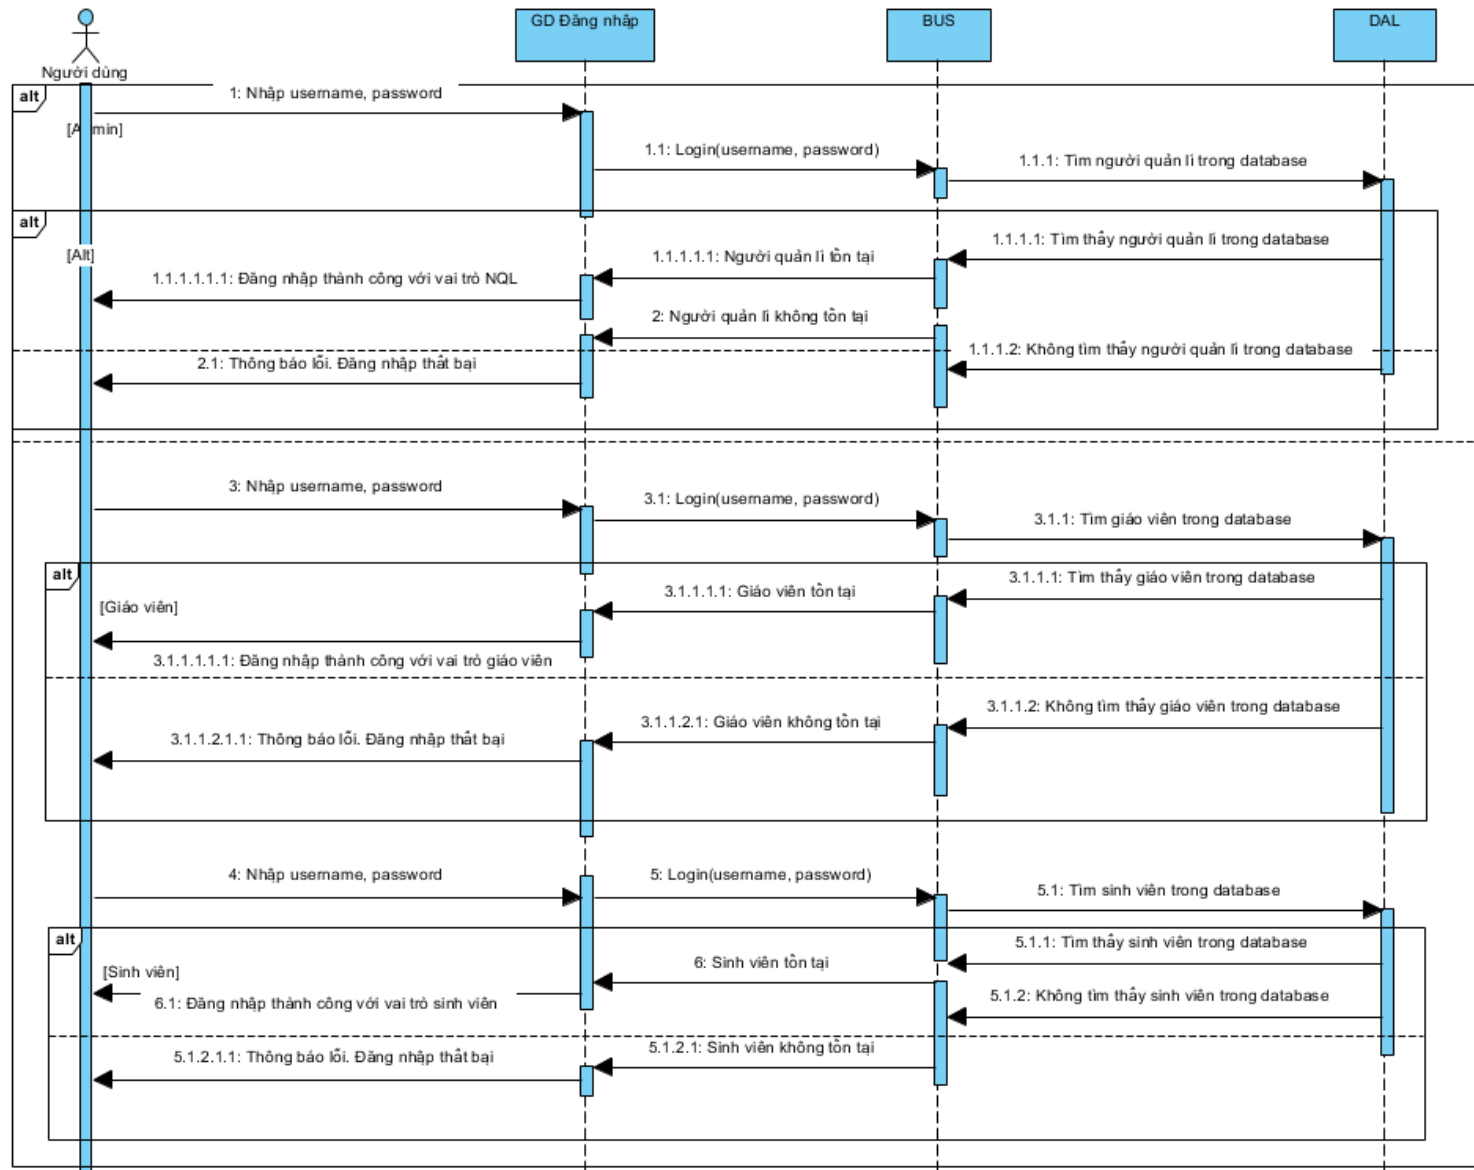 GD Đăng nhập
BUS
DAL
Người dùng
alt
1: Nhập username, password
[Admin]
1.1: Login(username, password)
1.1.1: Tìm người quản lí trong database
alt
[Alt]
1.1.1.1: Tìm thấy người quản lí trong database
1.1.1.1.1: Người quản lí tồn tại
1.1.1.1.1.1: Đăng nhập thành công với vai trò NQL
2: Người quản lí không tồn tại
1.1.1.2: Không tìm thấy người quản lí trong database
2.1: Thông báo lỗi. Đăng nhập thất bại
3: Nhập username, password
3.1: Login(username, password)
3.1.1: Tìm giáo viên trong database
alt
3.1.1.1: Tìm thấy giáo viên trong database
3.1.1.1.1: Giáo viên tồn tại
[Giáo viên]
3.1.1.1.1.1: Đăng nhập thành công với vai trò giáo viên
3.1.1.2: Không tìm thấy giáo viên trong database
3.1.1.2.1: Giáo viên không tồn tại
3.1.1.2.1.1: Thông báo lỗi. Đăng nhập thất bại
4: Nhập username, password
5: Login(username, password)
5.1: Tìm sinh viên trong database
alt
5.1.1: Tìm thấy sinh viên trong database
6: Sinh viên tồn tại
[Sinh viên]
6.1: Đăng nhập thành công với vai trò sinh viên
5.1.2: Không tìm thấy sinh viên trong database
5.1.2.1: Sinh viên không tồn tại
5.1.2.1.1: Thông báo lỗi. Đăng nhập thất bại